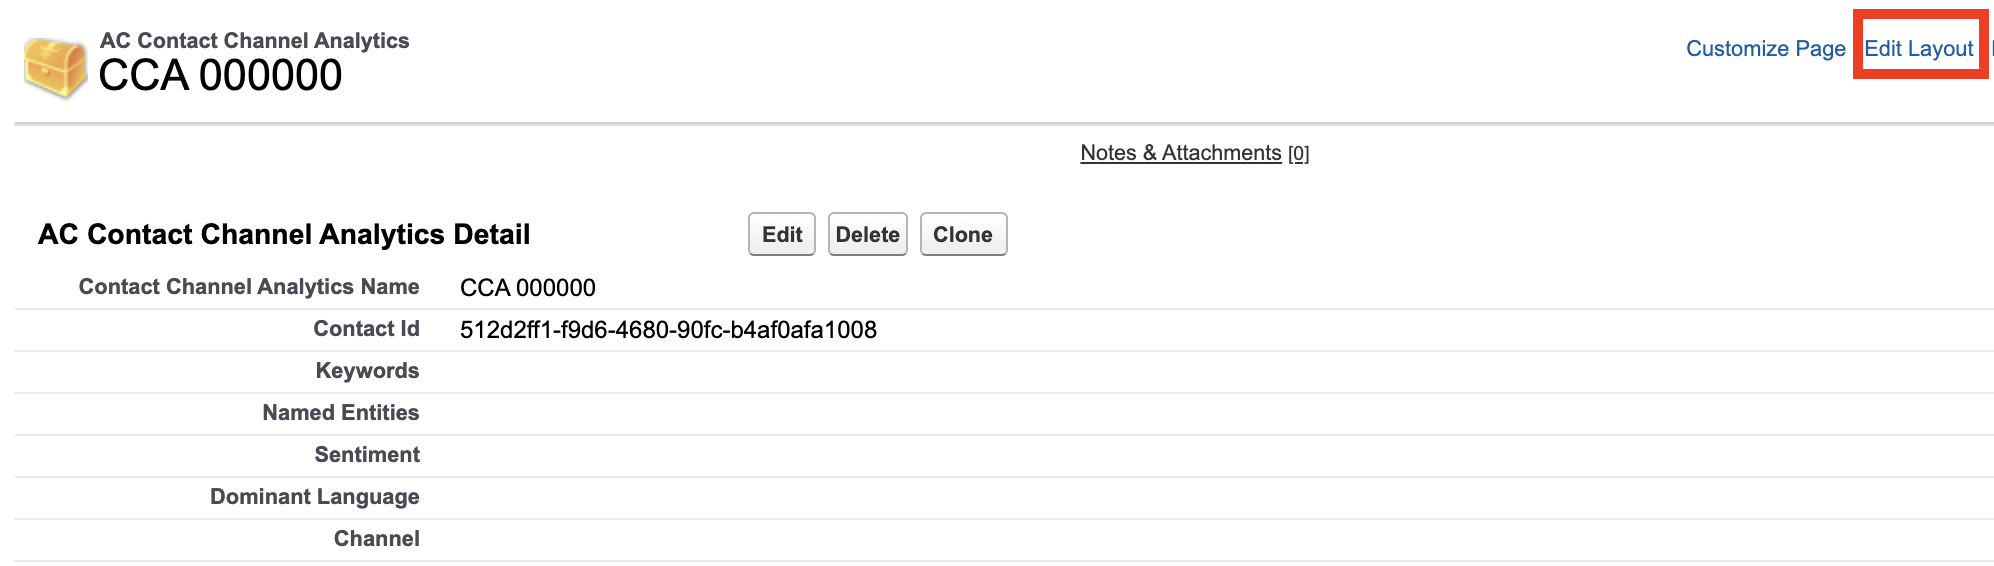 AC Contact Channel Analytics
CCA 000000
Customize Page
Edit Layout
Notes & Attachments [0]
AC Contact Channel Analytics Detail
Edit
Delete
Clone
Contact Channel Analytics Name CCA 000000
Contact Id 512d2ff1-f9d6-4680-90fc-b4af0afa1008
Keywords
Named Entities
Sentiment
Dominant Language
Channel